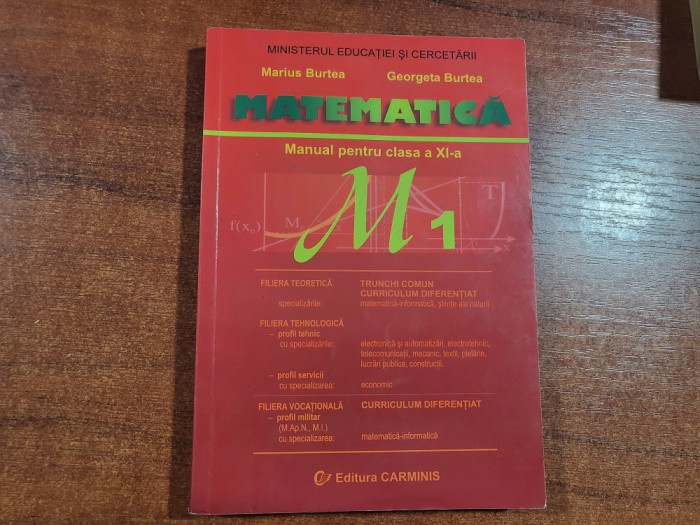 MINISTERUL EDUCAȚIEI ȘI CERCETĂRII
Marius Burtea Georgeta Burtea
MATEMATICĂ
Manual pentru clasa a XI-a
f(x₀) M T
M 1
x
FILIERA TEORETICĂ TRUNCHI COMUN
CURRICULUM DIFERENȚIAT
specializările: matematică-informatică, științe ale naturii
FILIERA TEHNOLOGICĂ
– profil tehnic
cu specializările: electronică și automatizări, electrotehnic,
telecomunicații, mecanic, textil, pielărie,
lucrări publice, construcții.
– profil servicii
cu specializarea: economic
FILIERA VOCAȚIONALĂ CURRICULUM DIFERENȚIAT
– profil militar
(M.Ap.N., M.I.)
cu specializarea: matematică-informatică
Editura CARMINIS